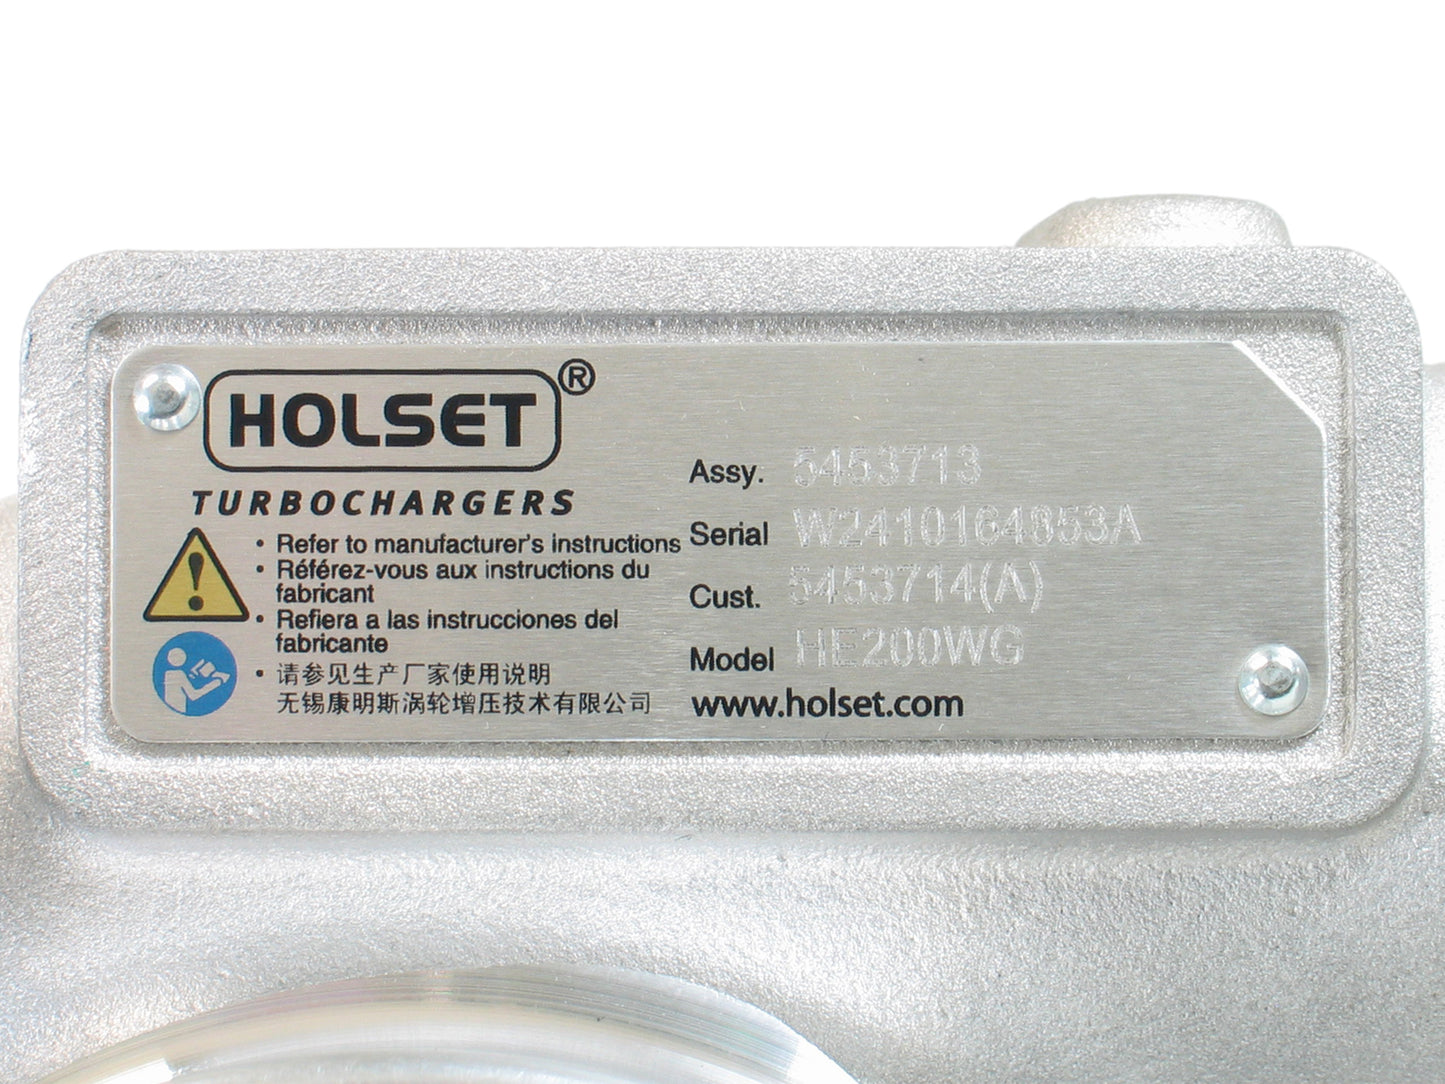 HOLSET®
TURBOCHARGERS
• Refer to manufacturer's instructions
• Référez-vous aux instructions du
fabricant
• Refiera a las instrucciones del
fabricante
• 请参见生产厂家使用说明
无锡康明斯涡轮增压技术有限公司
Assy. 5453713
Serial W2410164853A
Cust. 5453714(A)
Model HE200WG
www.holset.com